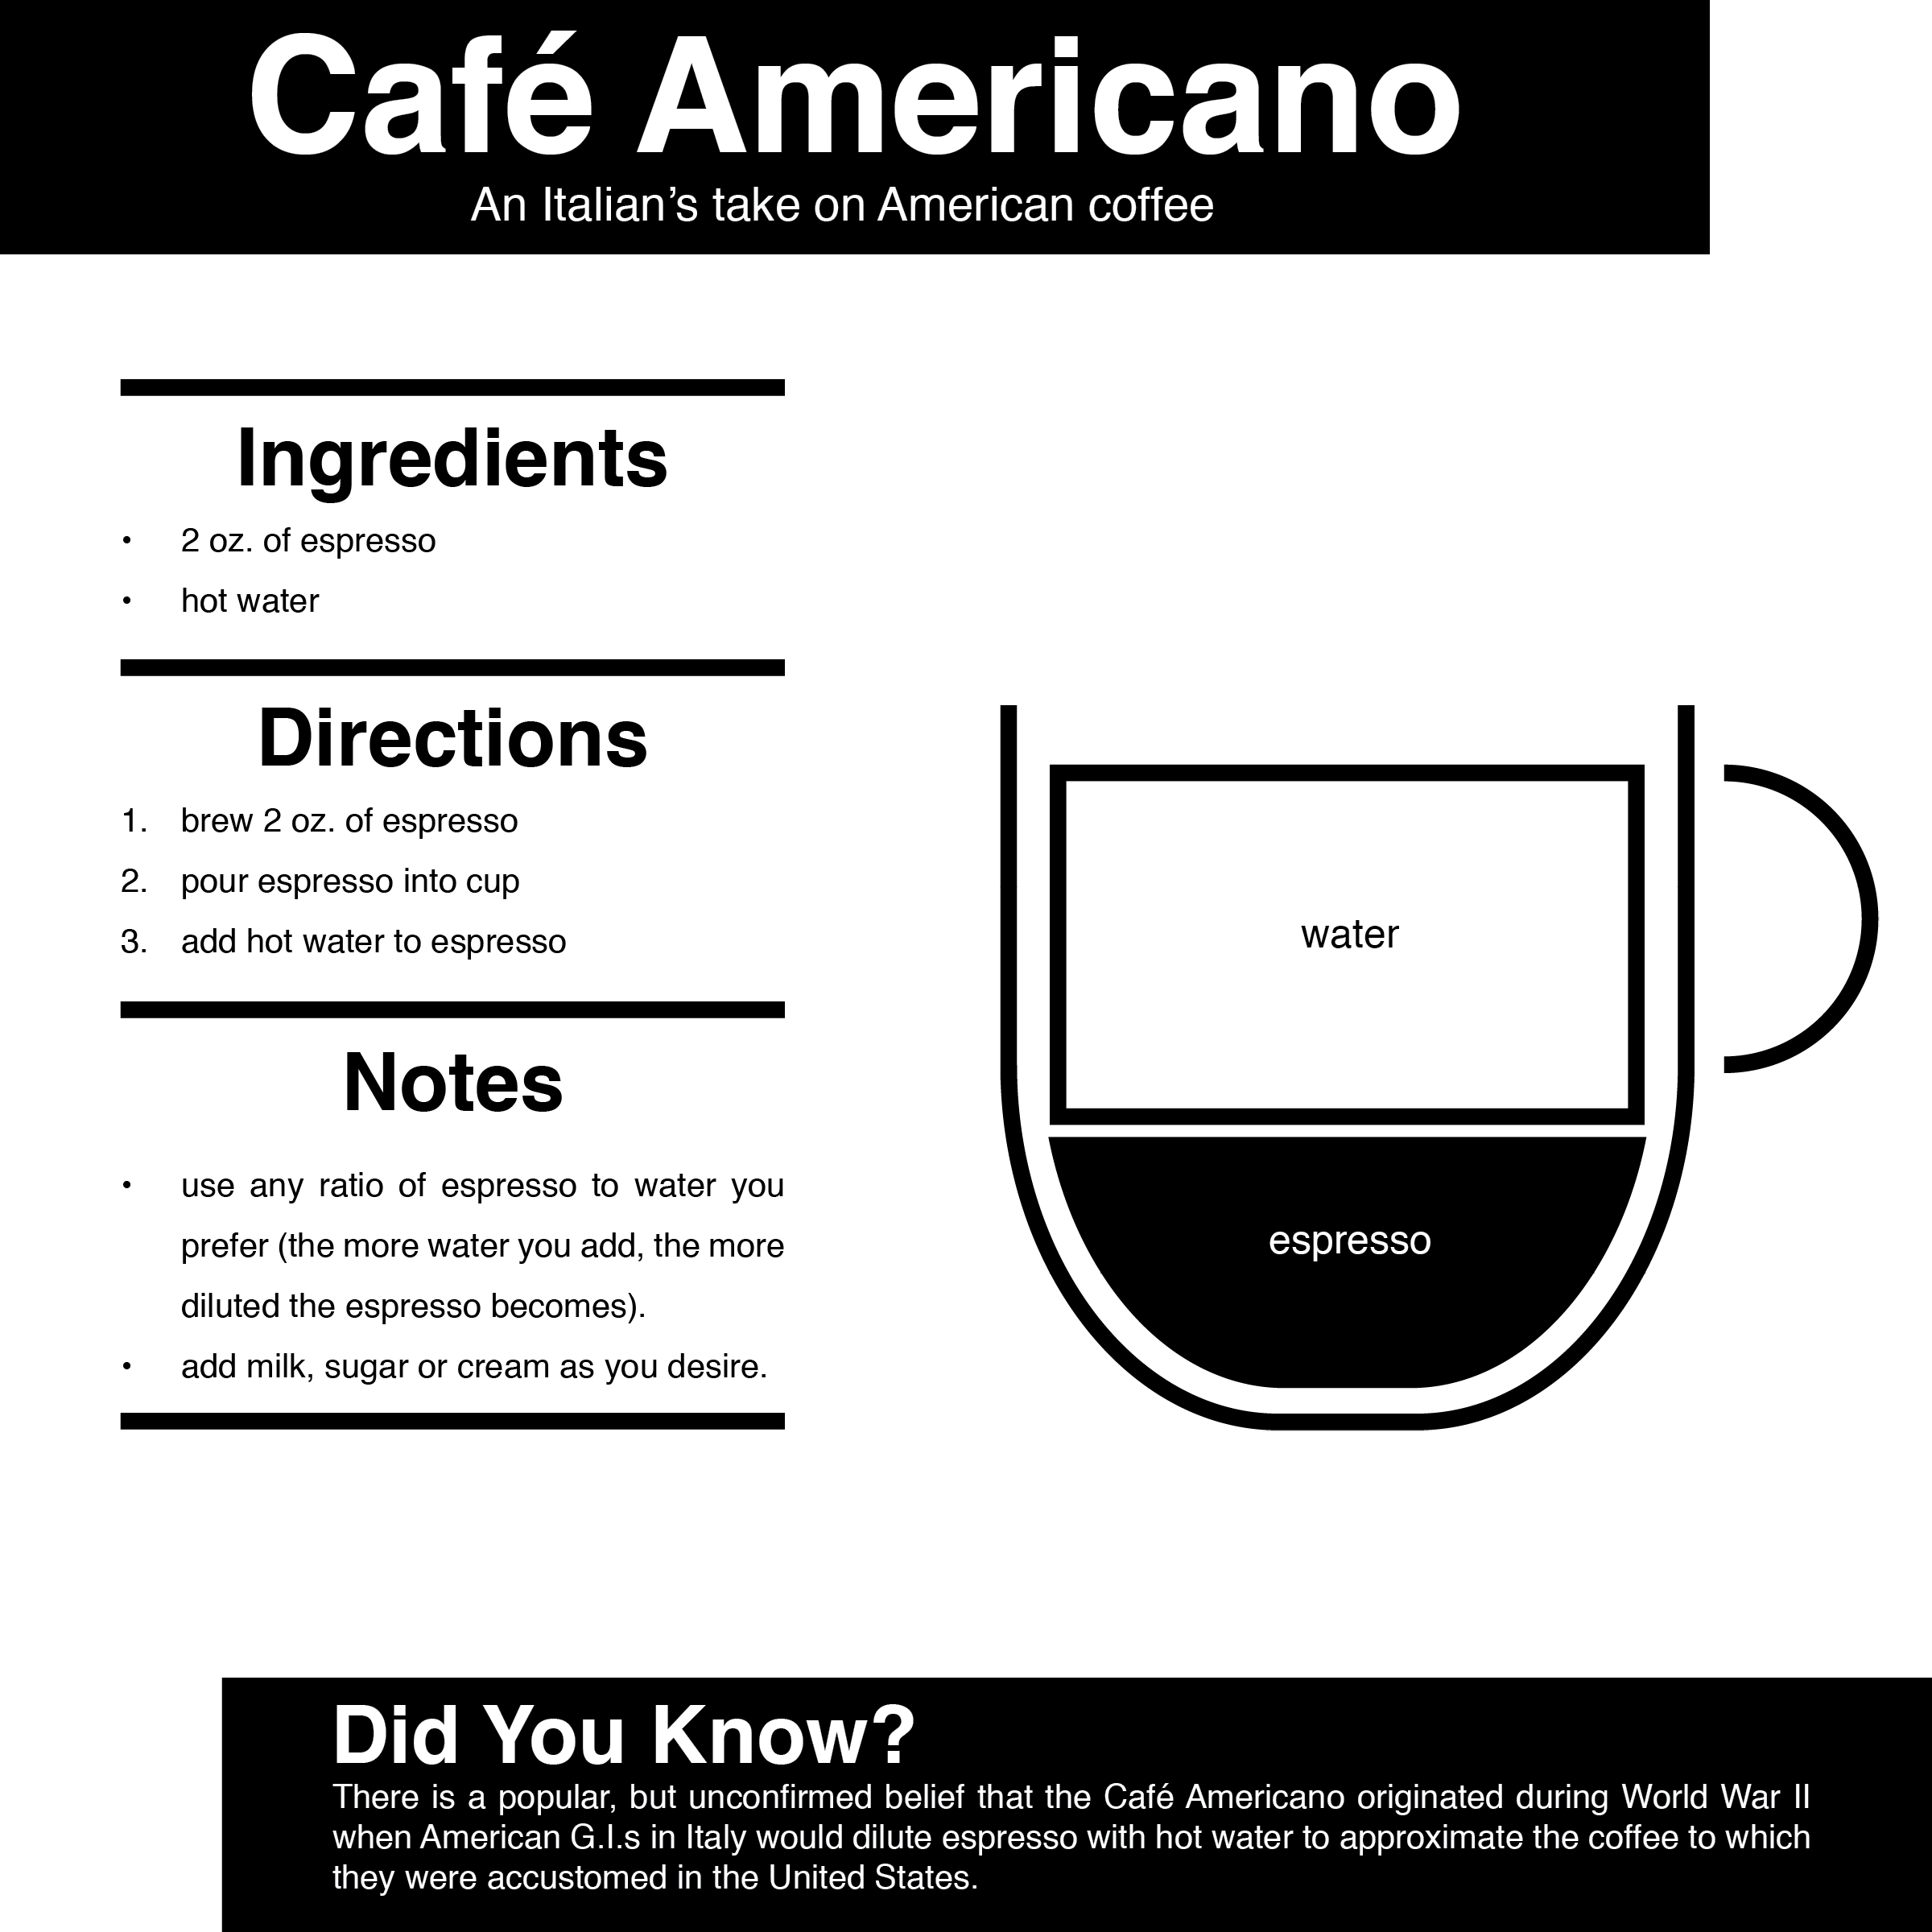 Café Americano
An Italian’s take on American coffee
Ingredients
• 2 oz. of espresso
• hot water
Directions
1. brew 2 oz. of espresso
2. pour espresso into cup
3. add hot water to espresso
Notes
• use any ratio of espresso to water you
prefer (the more water you add, the more
diluted the espresso becomes).
• add milk, sugar or cream as you desire.
water
espresso
Did You Know?
There is a popular, but unconfirmed belief that the Café Americano originated during World War II
when American G.I.s in Italy would dilute espresso with hot water to approximate the coffee to which
they were accustomed in the United States.